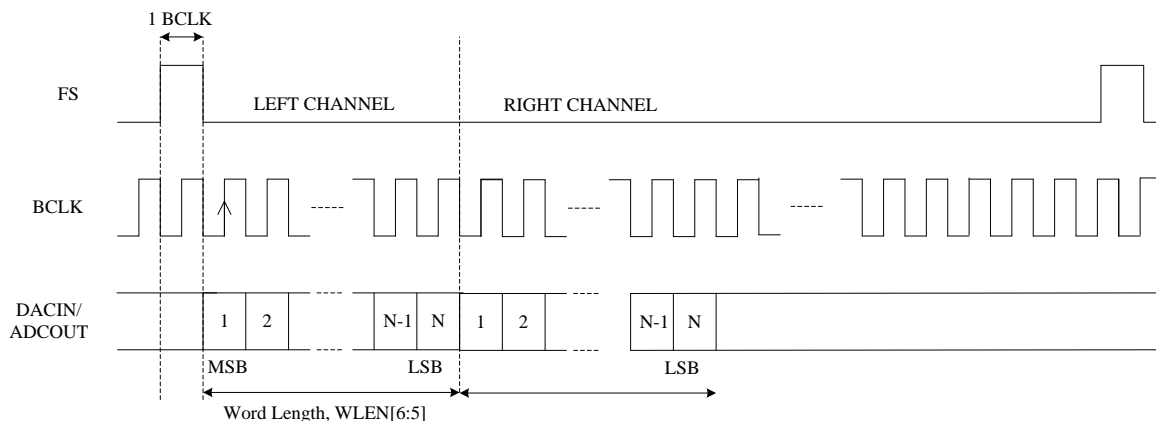 1 BCLK
FS
LEFT CHANNEL
RIGHT CHANNEL
BCLK
DACIN/
ADCOUT
1
2
N-1
N
1
2
N-1
N
MSB
LSB
LSB
Word Length, WLEN[6:5]